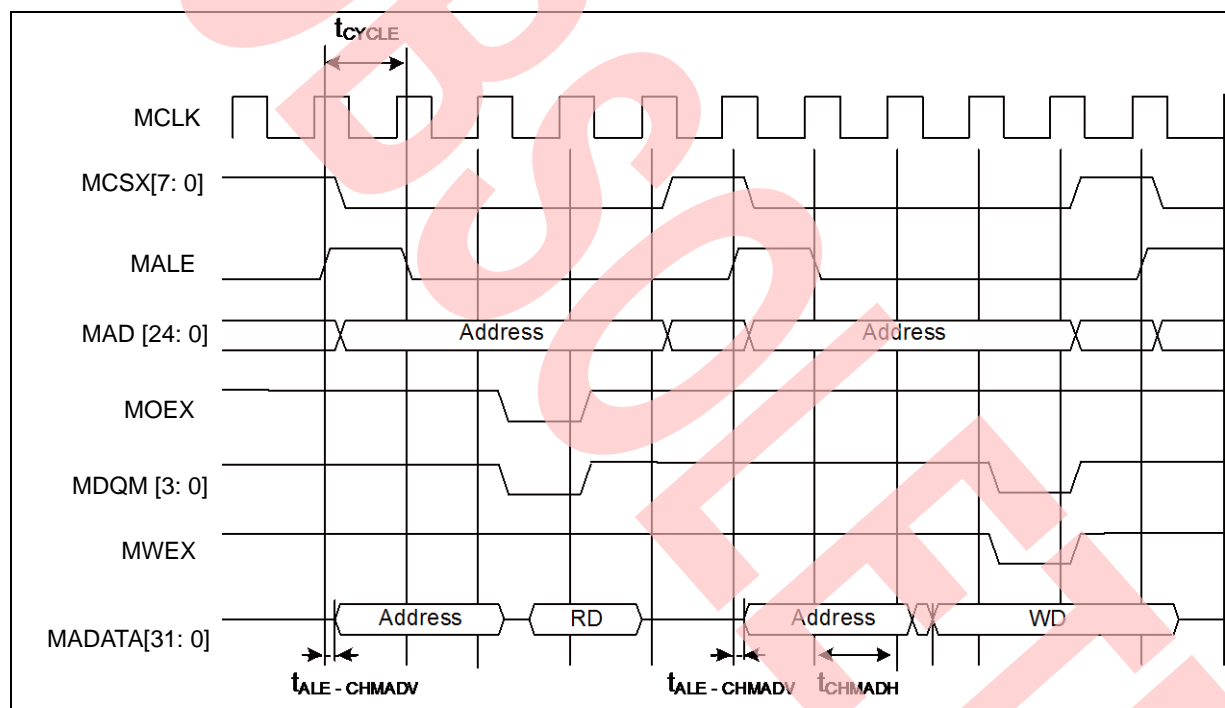 tCYCLE
MCLK
MCSX[7: 0]
MALE
MAD [24: 0] Address Address
MOEX
MDQM [3: 0]
MWEX
MADATA[31: 0] Address RD Address WD
tALE - CHMADV tALE - CHMADV tCHMADH